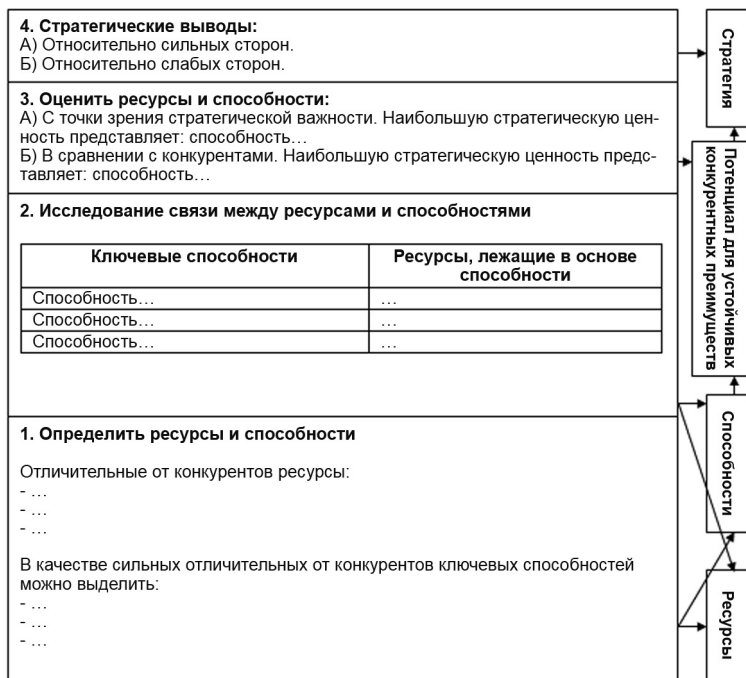 4. Стратегические выводы:
А) Относительно сильных сторон.
Б) Относительно слабых сторон.
3. Оценить ресурсы и способности:
А) С точки зрения стратегической важности. Наибольшую стратегическую цен-
ность представляет: способность…
Б) В сравнении с конкурентами. Наибольшую стратегическую ценность предс-
тавляет: способность…
2. Исследование связи между ресурсами и способностями
Ключевые способности
Ресурсы, лежащие в основе
способности
Способность…
…
Способность…
…
Способность…
…
1. Определить ресурсы и способности
Отличительные от конкурентов ресурсы:
- …
- …
- …
В качестве сильных отличительных от конкурентов ключевых способностей
можно выделить:
- …
- …
- …
Стратегия
Потенциал для устойчивых
конкурентных преимуществ
Способности
Ресурсы